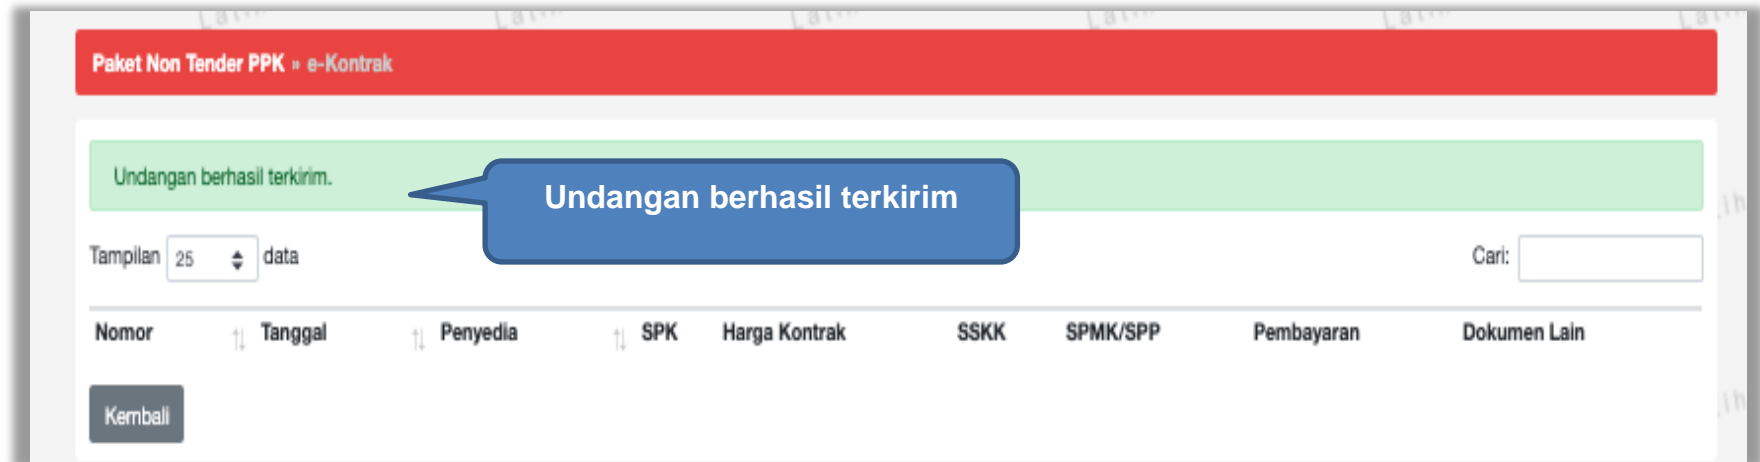 Paket Non Tender PPK » e-Kontrak
Undangan berhasil terkirim.
Undangan berhasil terkirim
Tampilan 25 data
Cari:
Nomor Tanggal Penyedia SPK Harga Kontrak SSKK SPMK/SPP Pembayaran Dokumen Lain
Kembali